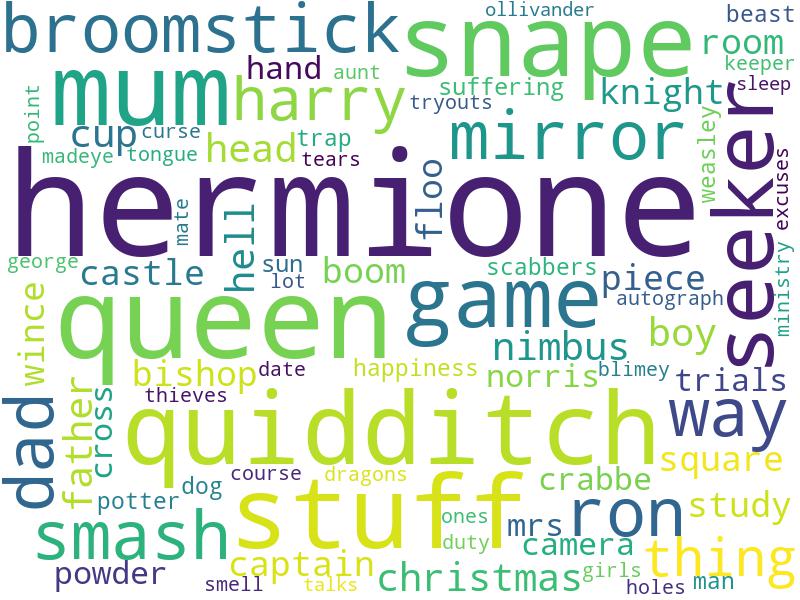 broomstick
snape
ollivander
beast
room
keeper
mum
hand
aunt
harry
suffering
knight
sleep
point
cup
curse
tryouts
mirror
weasley
seeker
excuses
madeye
tongue
head
trap
tears
hermione
mate
floo
hell
george
castle
sun
lot
boom
scabbers
piece
autograph
ministry
queen
game
nimbus
boy
wince
bishop
date
happiness
norris
blimey
trials
thieves
dad
father
cross
quidditch
way
square
course
dragons
crabbe
potter
dog
stuff
ones
duty
mrs
ron
study
smash
captain
camera
thing
powder
smell
talks
christmas
girls
holes
man